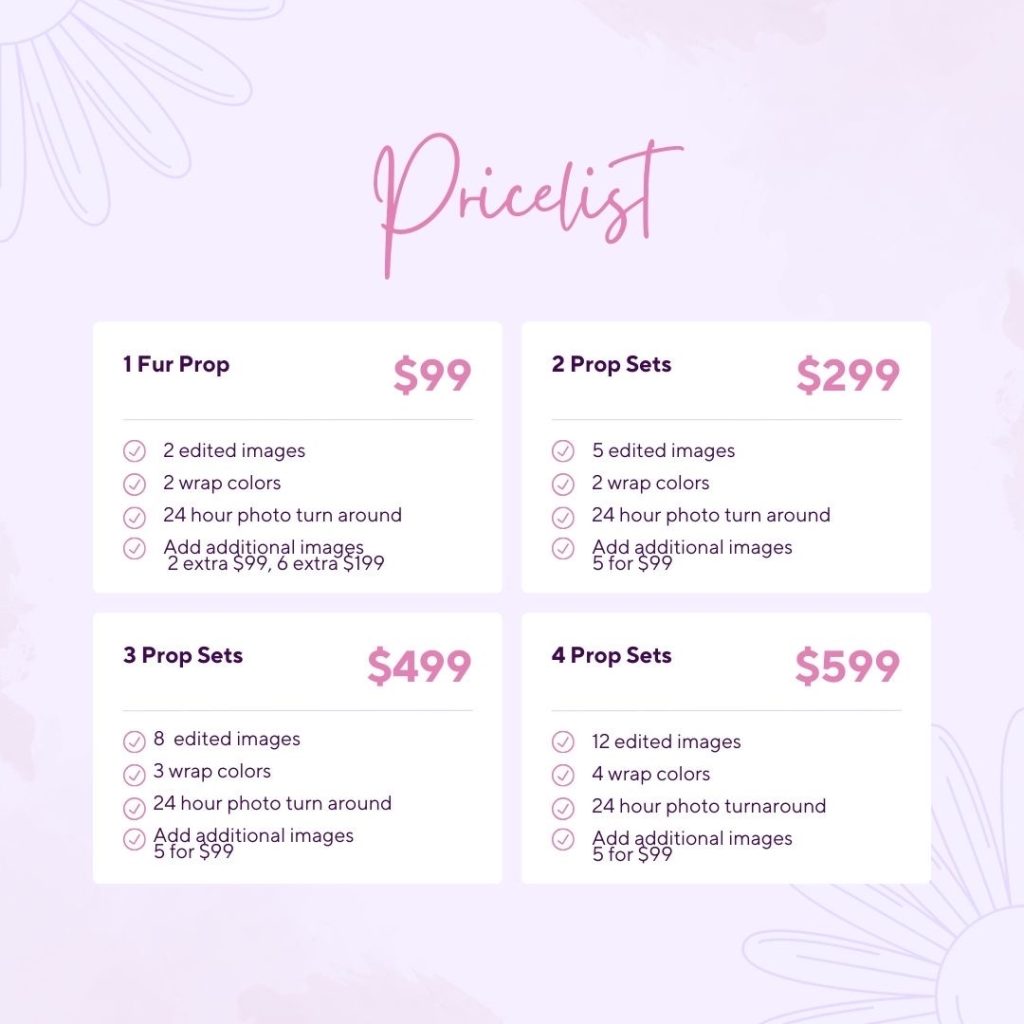 Pricelist
1 Fur Prop
$99
2 edited images
2 wrap colors
24 hour photo turn around
Add additional images
2 extra $99, 6 extra $199
2 Prop Sets
$299
5 edited images
2 wrap colors
24 hour photo turn around
Add additional images
5 for $99
3 Prop Sets
$499
8  edited images
3 wrap colors
24 hour photo turn around
Add additional images
5 for $99
4 Prop Sets
$599
12 edited images
4 wrap colors
24 hour photo turnaround
Add additional images
5 for $99